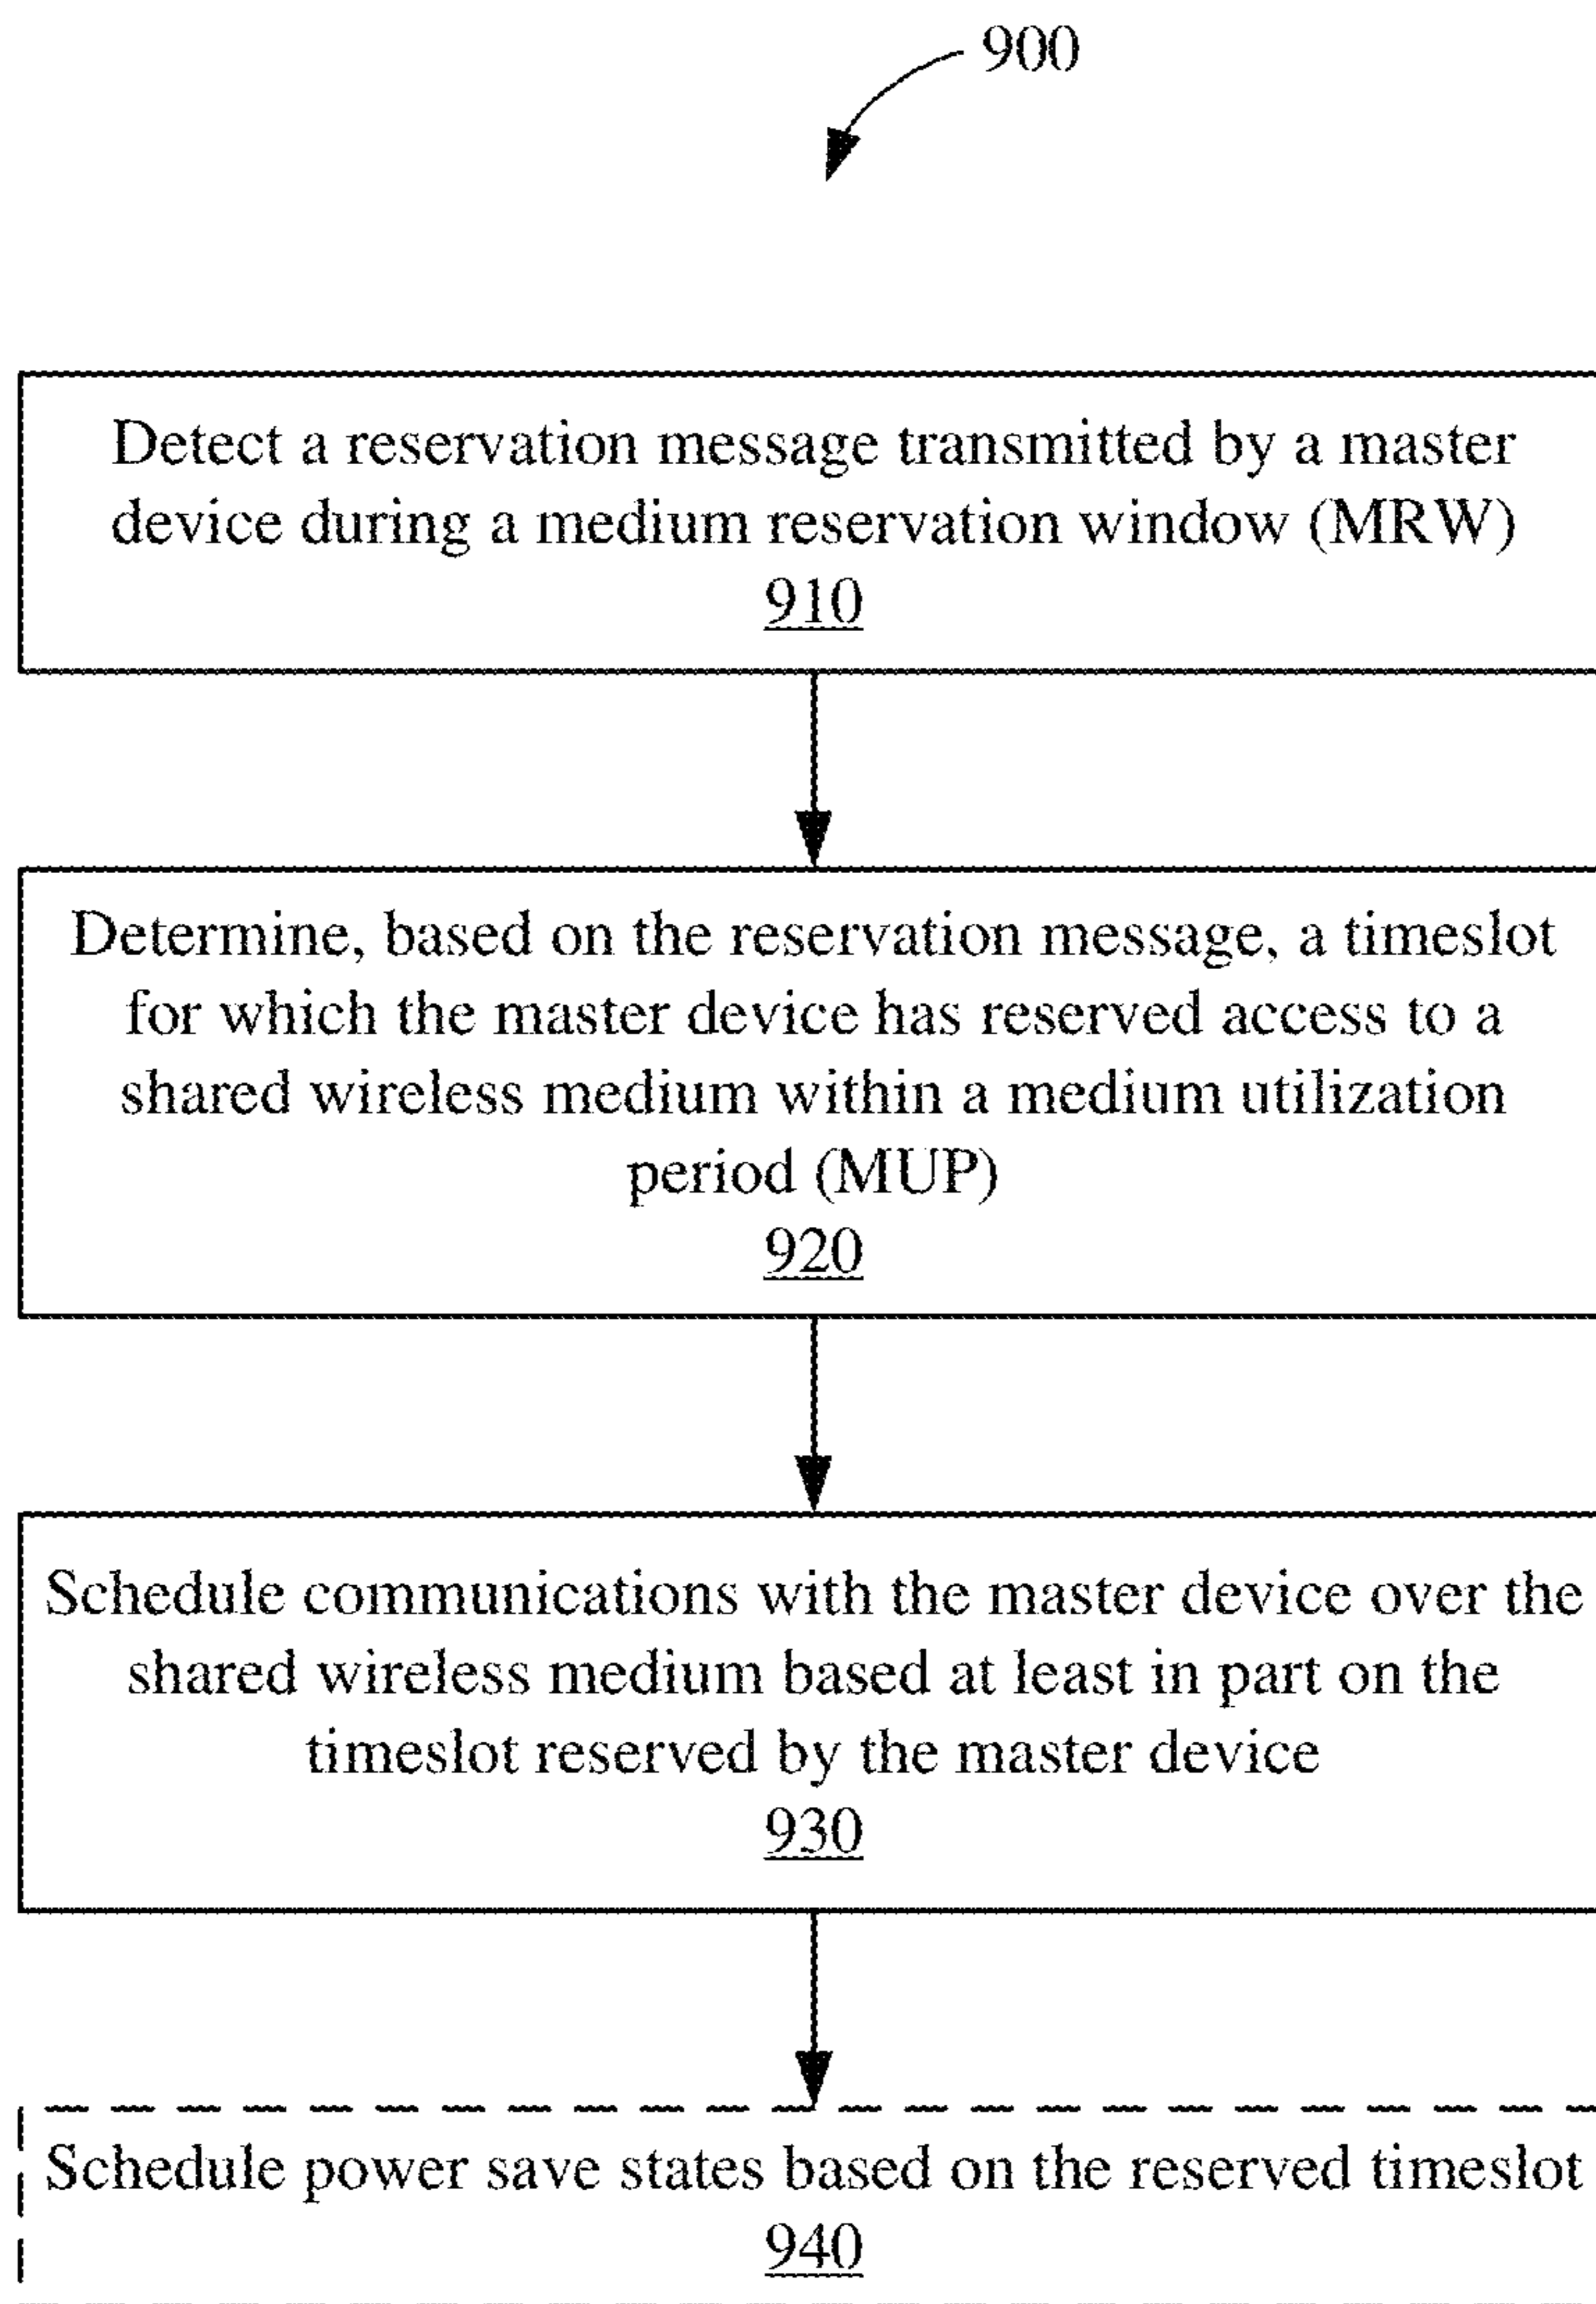 900
Detect a reservation message transmitted by a master
device during a medium reservation window (MRW)
910
Determine, based on the reservation message, a timeslot
for which the master device has reserved access to a
shared wireless medium within a medium utilization
period (MUP)
920
Schedule communications with the master device over the
shared wireless medium based at least in part on the
timeslot reserved by the master device
930
Schedule power save states based on the reserved timeslot
940